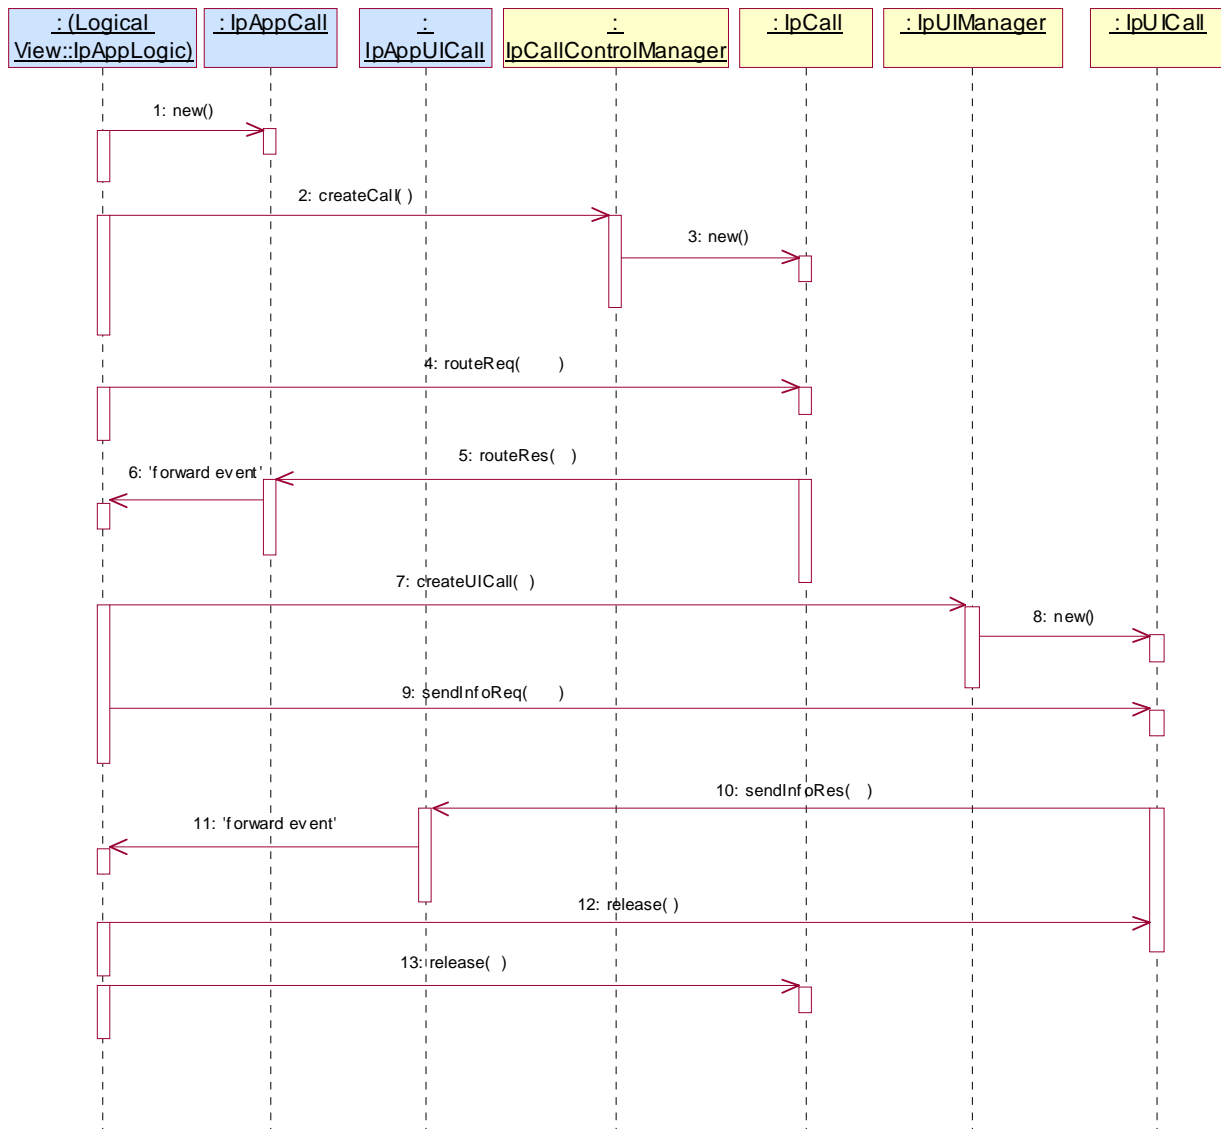 : (Logical
View::IpAppLogic)
: IpAppCall
:
IpAppUICall
:
IpCallControlManager
: IpCall
: IpUIManager
: IpUICall
1: new()
2: createCall( )
3: new()
4: routeReq( )
5: routeRes( )
6: 'forward event'
7: createUICall( )
8: new()
9: sendInfoReq( )
10: sendInfoRes( )
11: 'forward event'
12: release( )
13: release( )